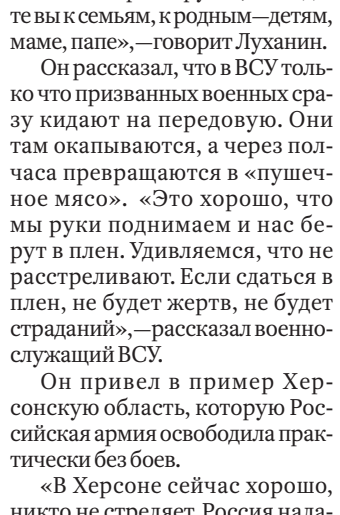 те вы к семьям, к родным—детям,
маме, папе»,—говорит Луханин.
Он рассказал, что в ВСУ толь-
ко что призванных военных сра-
зу кидают на передовую. Они
там окапываются, а через пол-
часа превращаются в «пушеч-
ное мясо». «Это хорошо, что
мы руки поднимаем и нас бе-
рут в плен. Удивляемся, что не
расстреливают. Если сдаться в
плен, не будет жертв, не будет
страданий»,—рассказал военно-
служащий ВСУ.
Он привел в пример Хер-
сонскую область, которую Рос-
сийская армия освободила прак-
тически без боев.
«В Херсоне сейчас хорошо,
никто не стреляет. Россия нала-